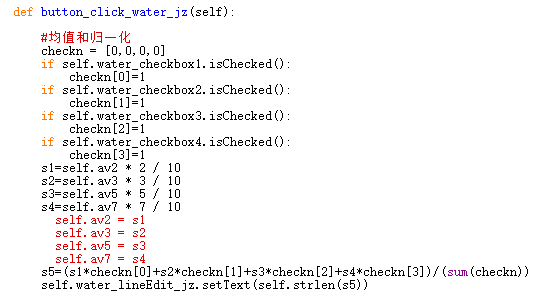 def button_click_water_jz(self):
#均值和归一化
checkn = [0,0,0,0]
if self.water_checkbox1.isChecked():
checkn[0]=1
if self.water_checkbox2.isChecked():
checkn[1]=1
if self.water_checkbox3.isChecked():
checkn[2]=1
if self.water_checkbox4.isChecked():
checkn[3]=1
s1=self.av2 * 2 / 10
s2=self.av3 * 3 / 10
s3=self.av5 * 5 / 10
s4=self.av7 * 7 / 10
self.av2 = s1
self.av3 = s2
self.av5 = s3
self.av7 = s4
s5=(s1*checkn[0]+s2*checkn[1]+s3*checkn[2]+s4*checkn[3])/(sum(checkn))
self.water_lineEdit_jz.setText(self.strlen(s5))